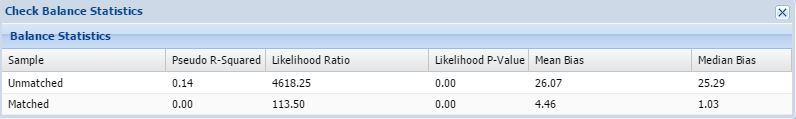 Check Balance Statistics
Balance Statistics
Sample Pseudo R-Squared Likelihood Ratio Likelihood P-Value Mean Bias Median Bias
Unmatched 0.14 4618.25 0.00 26.07 25.29
Matched 0.00 113.50 0.00 4.46 1.03